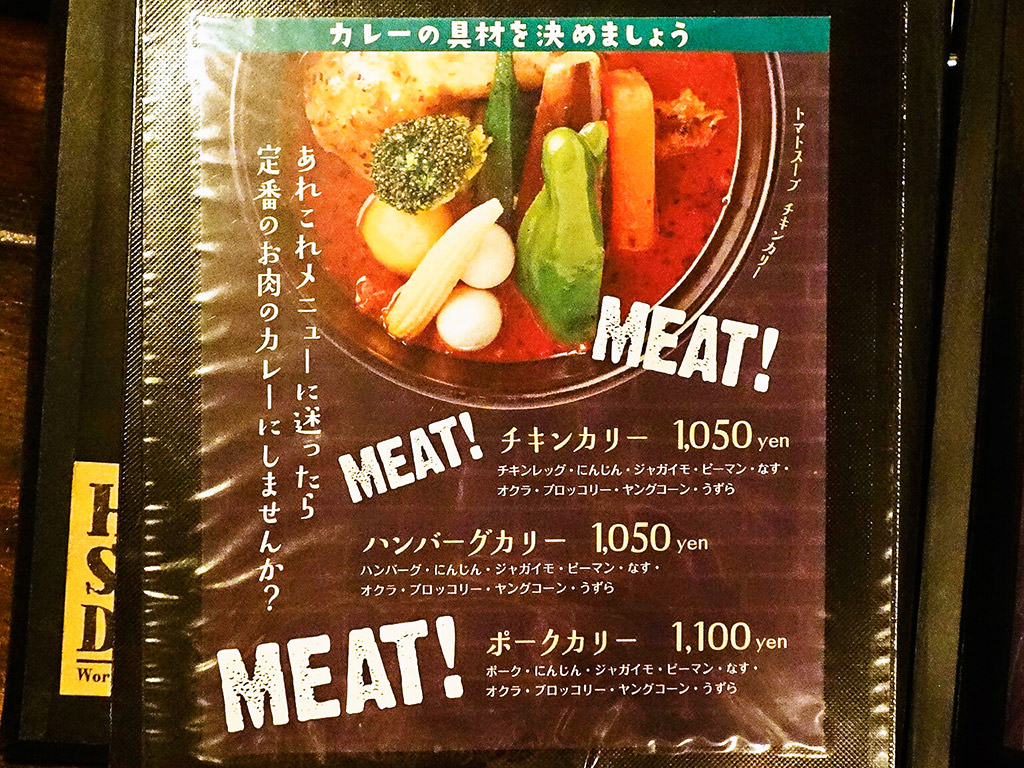 カレーの具材を決めましょう
トマトスープ チキンカリー
あれこれメニューに迷ったら
定番のお肉のカレーにしませんか?
MEAT!
MEAT!
チキンカリー 1,050 yen
チキンレッグ・にんじん・ジャガイモ・ピーマン・なす・
オクラ・ブロッコリー・ヤングコーン・うずら
ハンバーグカリー 1,050 yen
ハンバーグ・にんじん・ジャガイモ・ピーマン・なす・
オクラ・ブロッコリー・ヤングコーン・うずら
MEAT!
ポークカリー 1,100 yen
ポーク・にんじん・ジャガイモ・ピーマン・なす・
オクラ・ブロッコリー・ヤングコーン・うずら